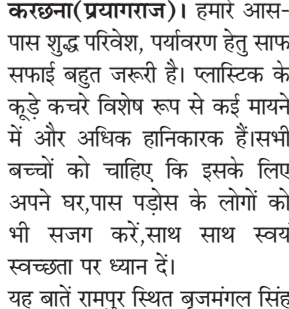 करछना(प्रयागराज)। हमारे आस-
पास शुद्ध परिवेश, पर्यावरण हेतु साफ
सफाई बहुत जरूरी है। प्लास्टिक के
कूड़े कचरे विशेष रूप से कई मायने
में और अधिक हानिकारक हैं।सभी
बच्चों को चाहिए कि इसके लिए
अपने घर,पास पड़ोस के लोगों को
भी सजग करें,साथ साथ स्वयं
स्वच्छता पर ध्यान दें।
यह बातें रामपुर स्थित बृजमंगल सिंह